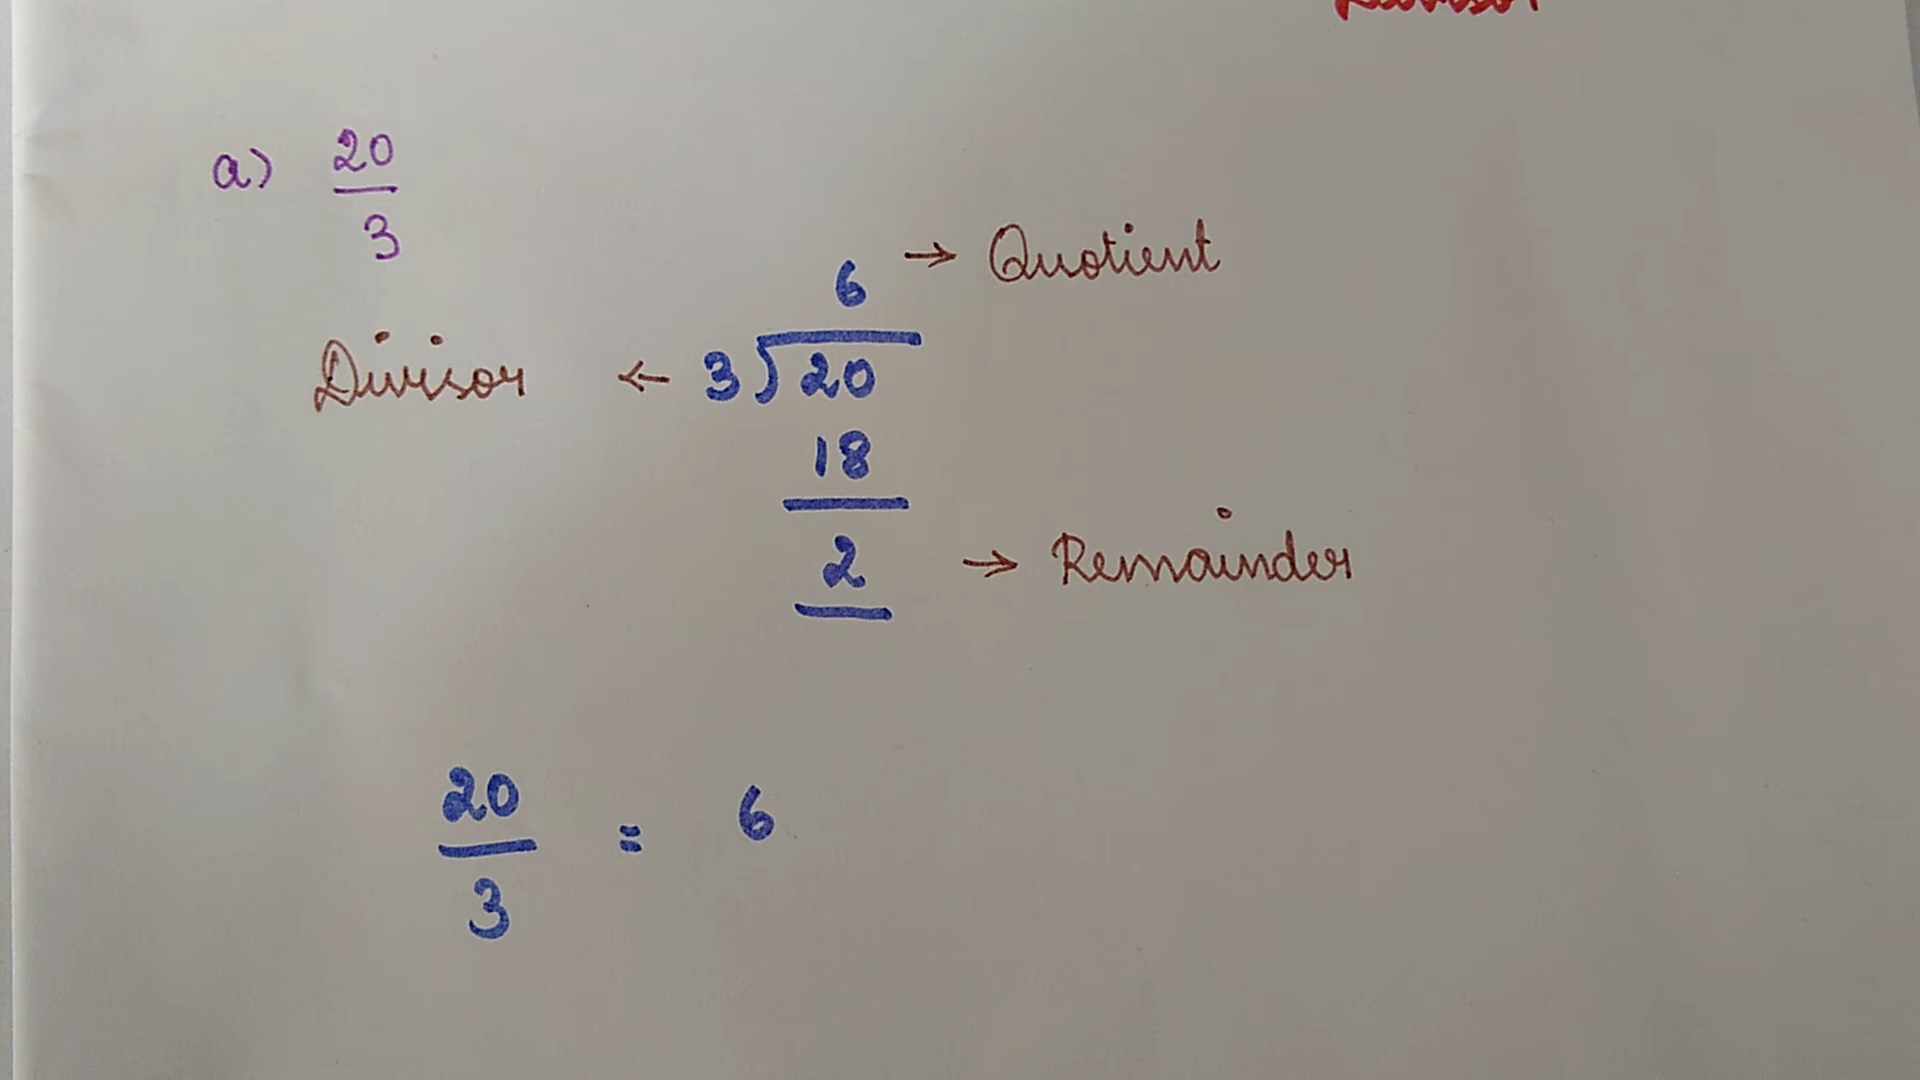 a) 20/3
6 → Quotient
Divisor ← 3)20
18
2 → Remainder
20/3 = 6